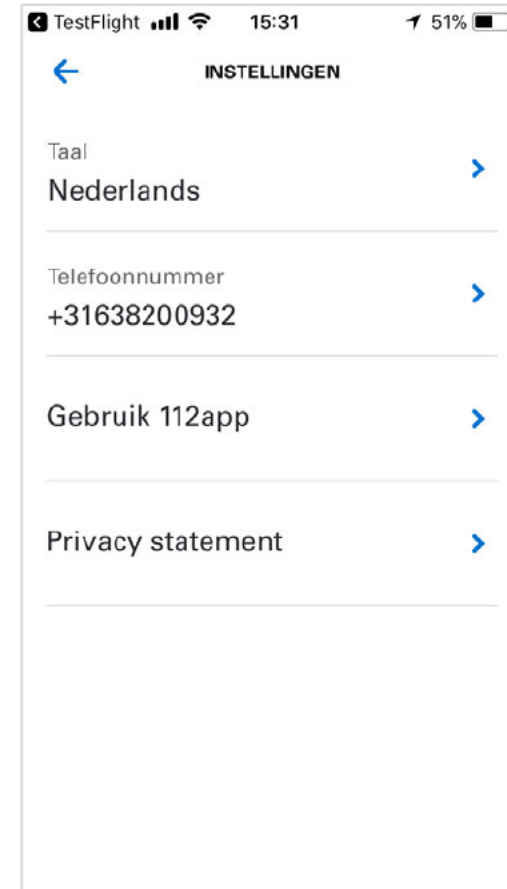 TestFlight 15:31 51%
INSTELLINGEN
Taal
Nederlands
Telefoonnummer
+31638200932
Gebruik 112app
Privacy statement